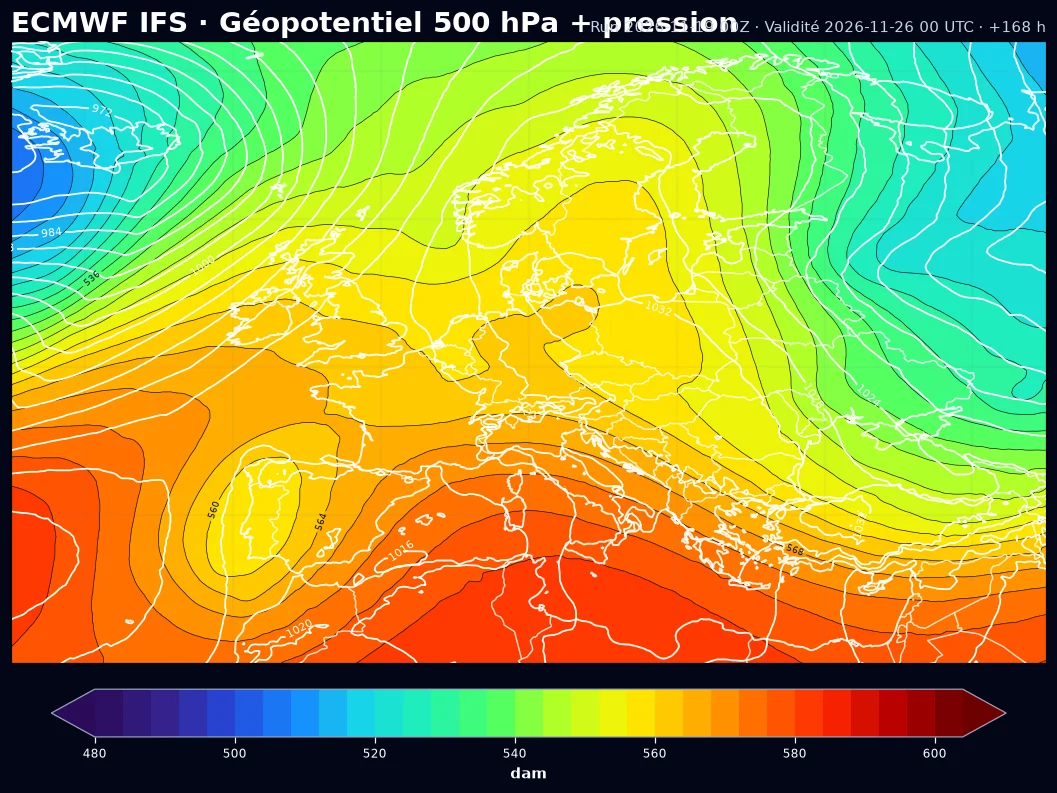 ECMWF IFS · Géopotentiel 500 hPa + pression
Validité 2026-11-26 00 UTC · +168 h
972
984
536
1000
1032
1024
560
564
1016
568
1020
480 500 520 540 560 580 600
dam